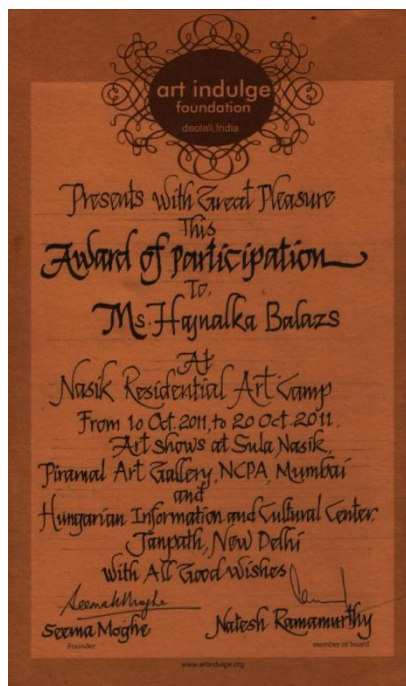 art indulge
foundation
deolali,India
Presents with Great Pleasure
This
Award of participation
To,
Ms. Hajnalka Balazs
At
Nasik Residential Art Camp
From 10 Oct. 2011, to 20 Oct. 2011.
Art shows at Sula, Nasik,
Piramal Art Gallery, NCPA, Mumbai
and
Hungarian Information and Cultural Center,
Janpath, New Delhi
With All Good Wishes
Seema Moghe
Natesh Ramamurthy
Founder
member of board
www.artindulge.org